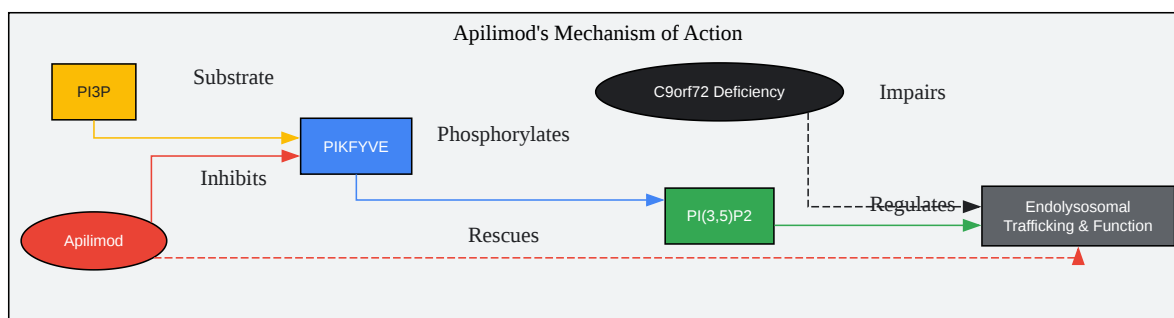 Apilimod's Mechanism of Action
PI3P
Substrate
C9orf72 Deficiency
Impairs
PIKFYVE
Phosphorylates
Inhibits
PI(3,5)P2
Regulates
Endolysosomal
Trafficking & Function
Apilimod
Rescues